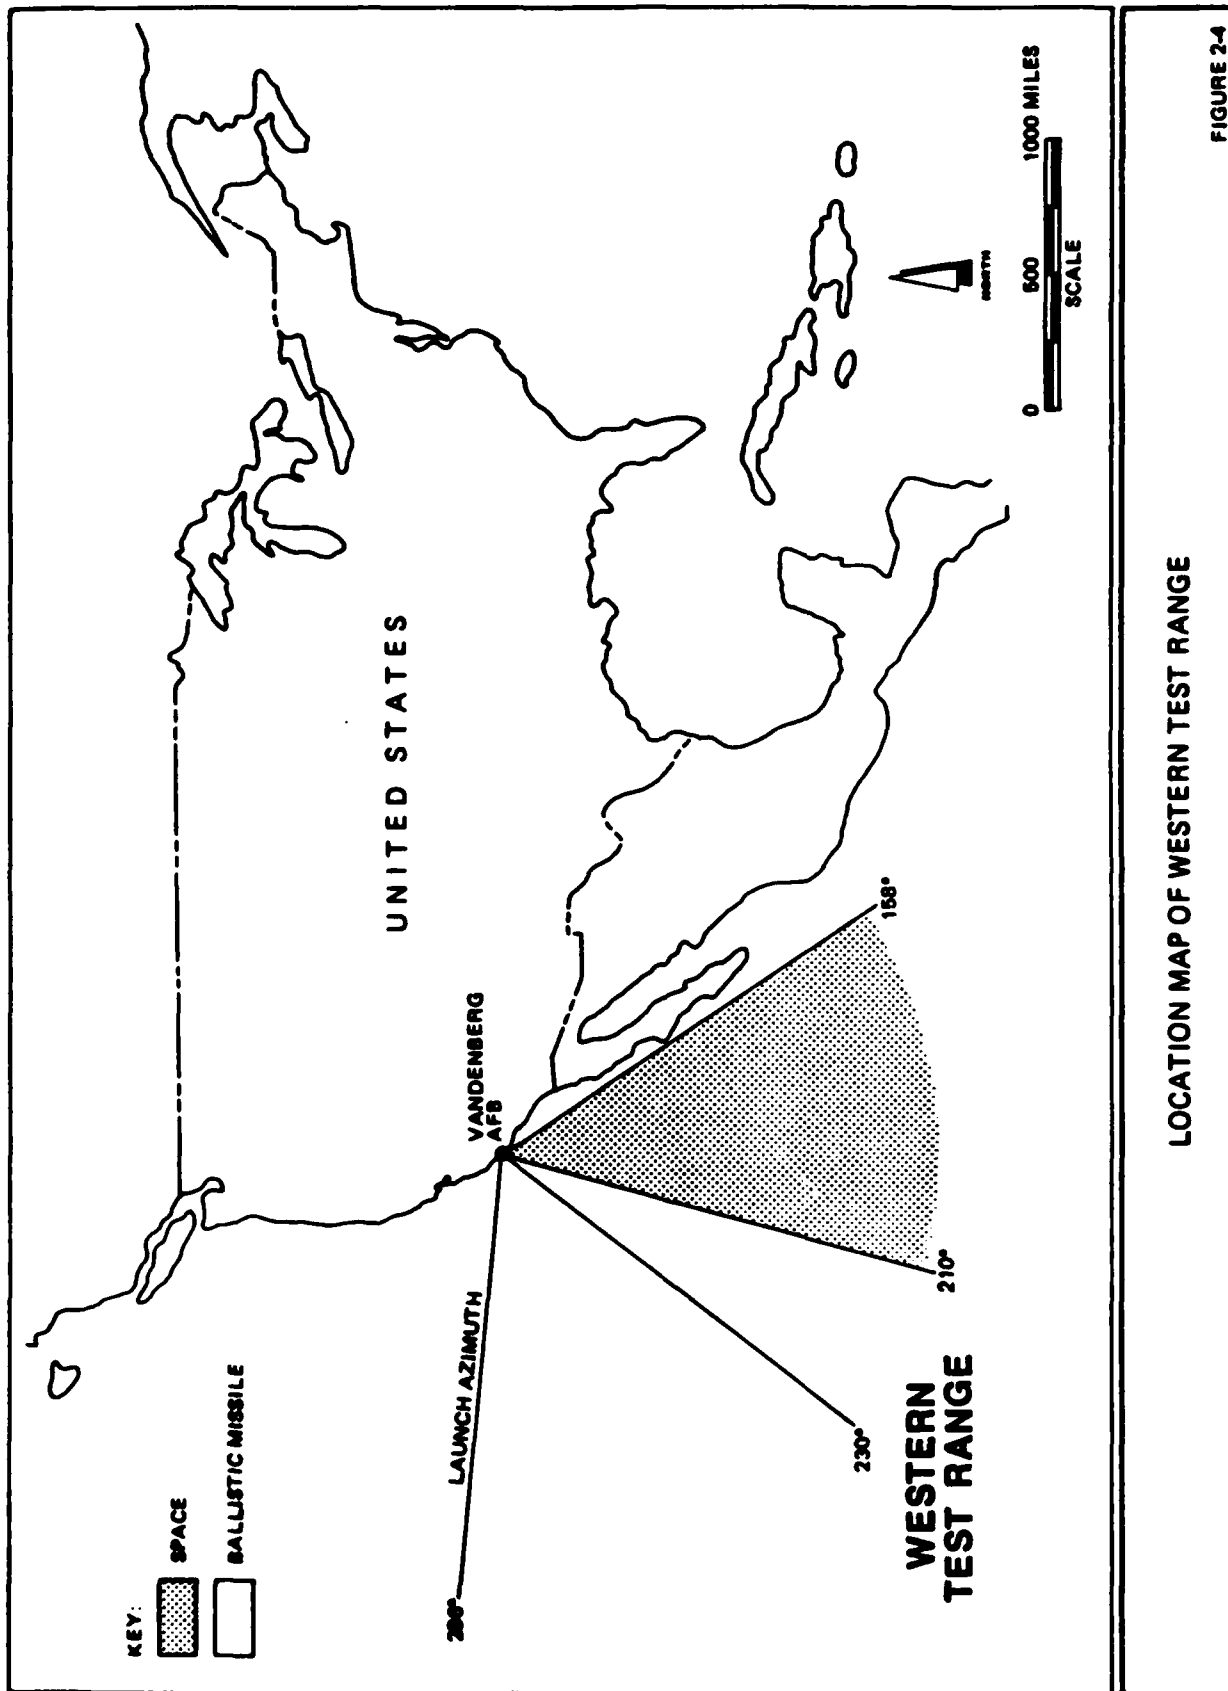 KEY:
SPACE
BALLISTIC MISSILE
UNITED STATES
VANDENBERG
AFB
LAUNCH AZIMUTH
230°
210°
158°
WESTERN
TEST RANGE
NORTH
0 500 1000 MILES
SCALE
LOCATION MAP OF WESTERN TEST RANGE
FIGURE 2-4